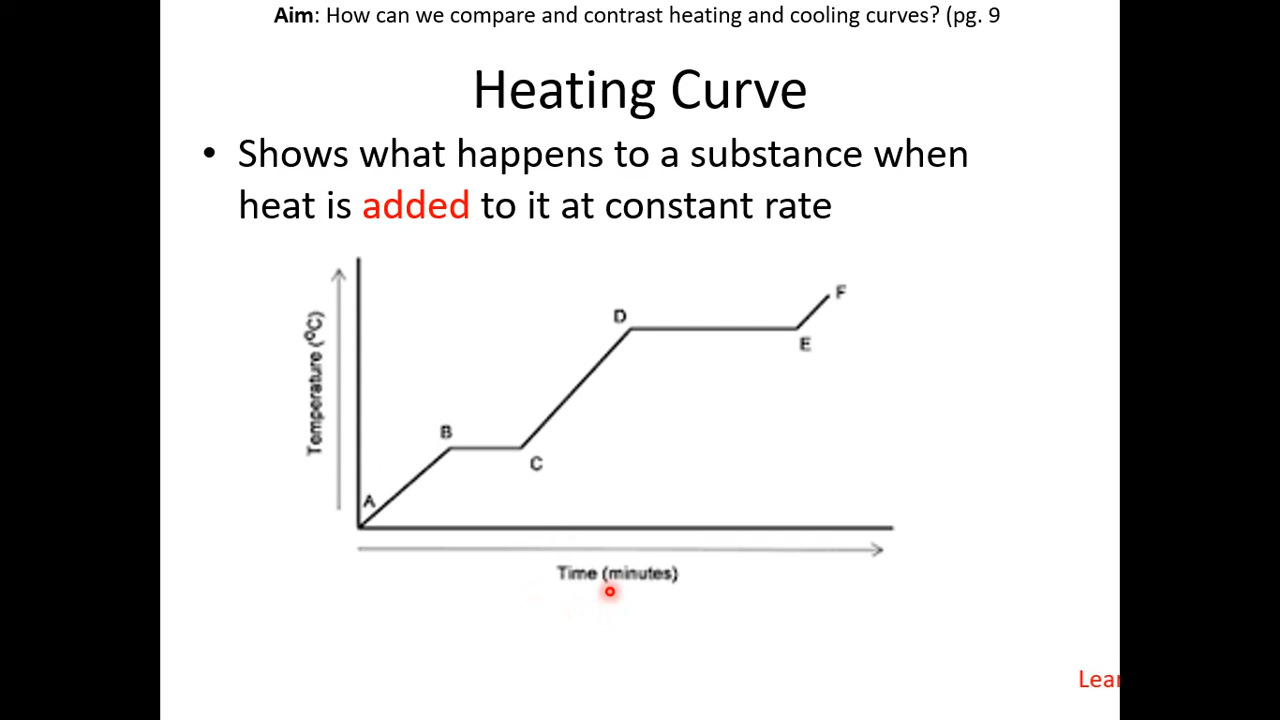 Aim: How can we compare and contrast heating and cooling curves? (pg. 9
Heating Curve
• Shows what happens to a substance when
heat is added to it at constant rate
Temperature (ºC)
F
D
E
B
C
A
Time (minutes)